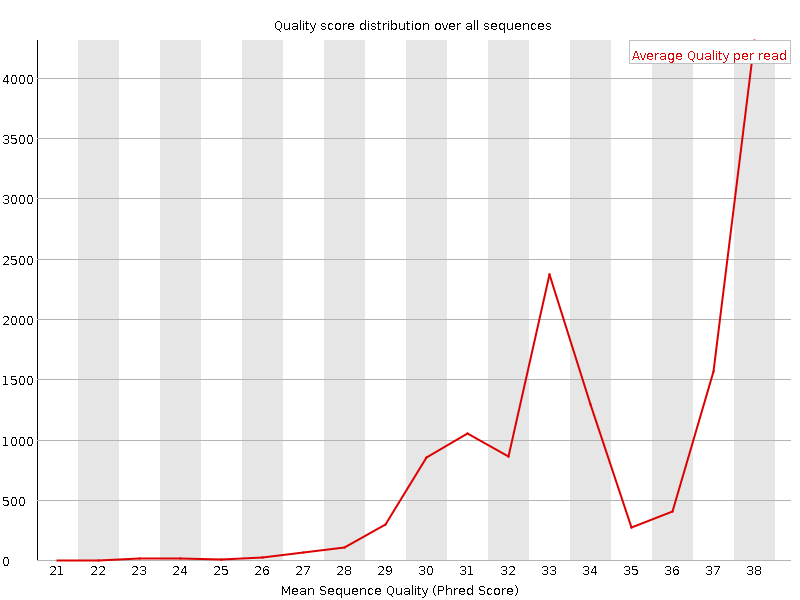 Quality score distribution over all sequences
Average Quality per read
4000
3500
3000
2500
2000
1500
1000
500
0
21 22 23 24 25 26 27 28 29 30 31 32 33 34 35 36 37 38
Mean Sequence Quality (Phred Score)